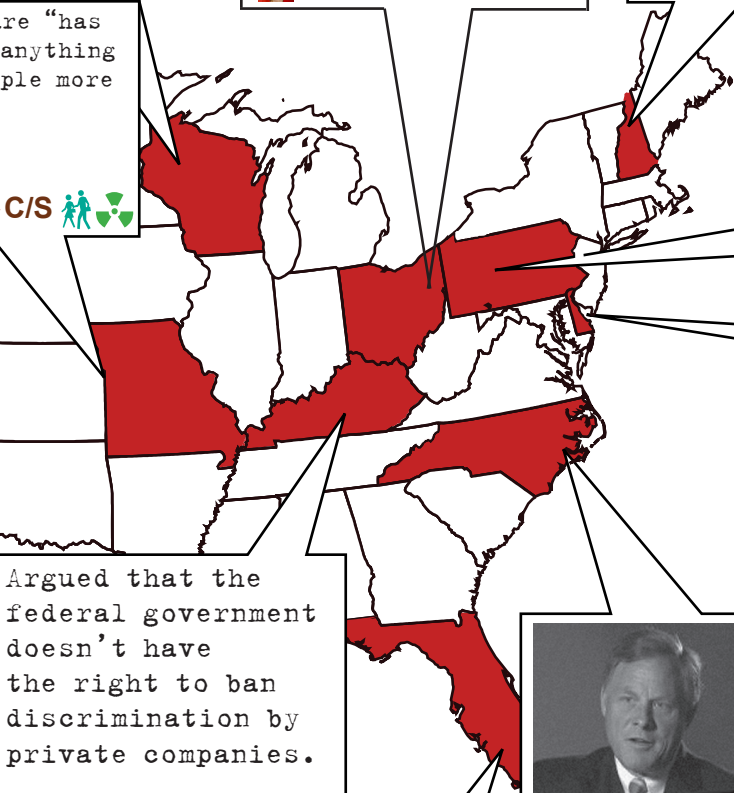 are “has
anything
ple more
C/S
Argued that the
federal government
doesn’t have
the right to ban
discrimination by
private companies.